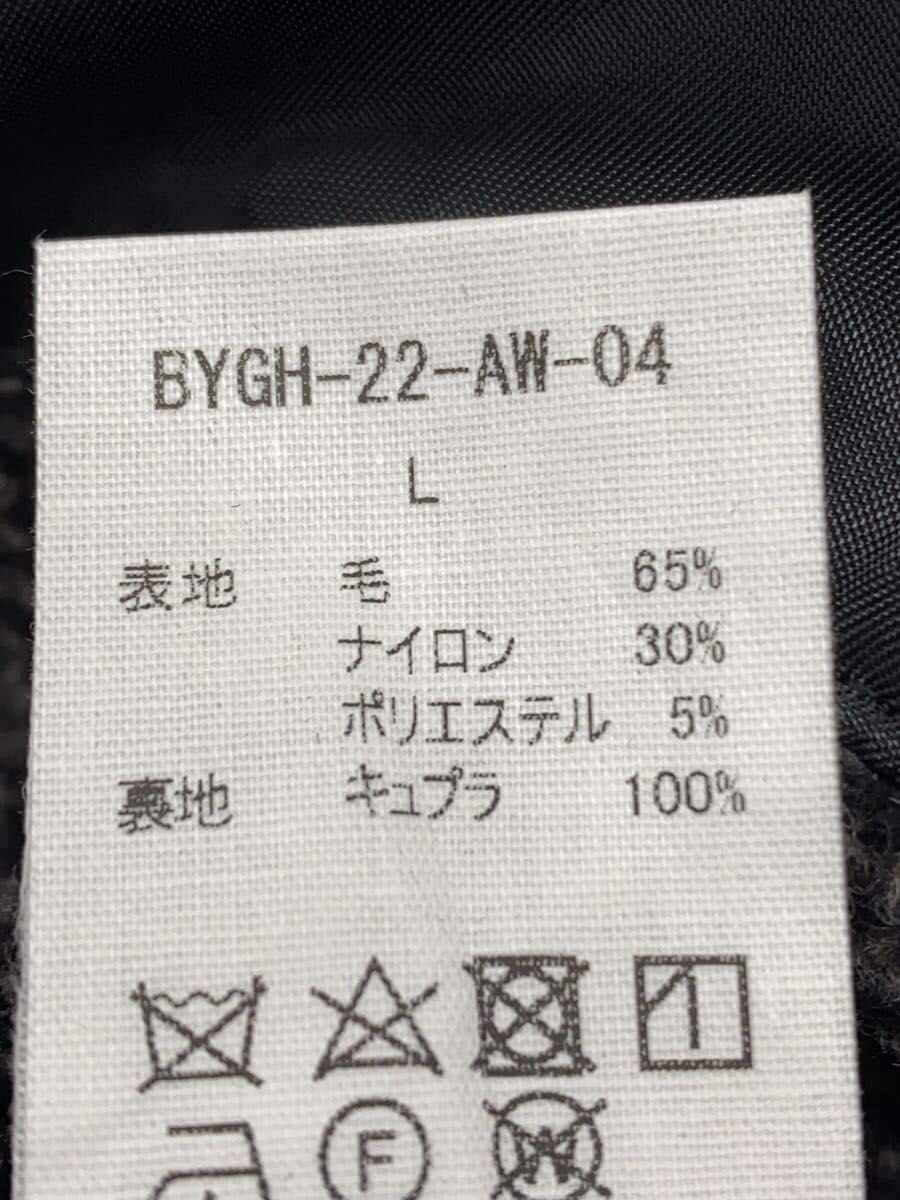 BYGH-22-AW-04
L
表地 毛 65%
ナイロン 30%
ポリエステル 5%
裏地 キュプラ 100%
F
W